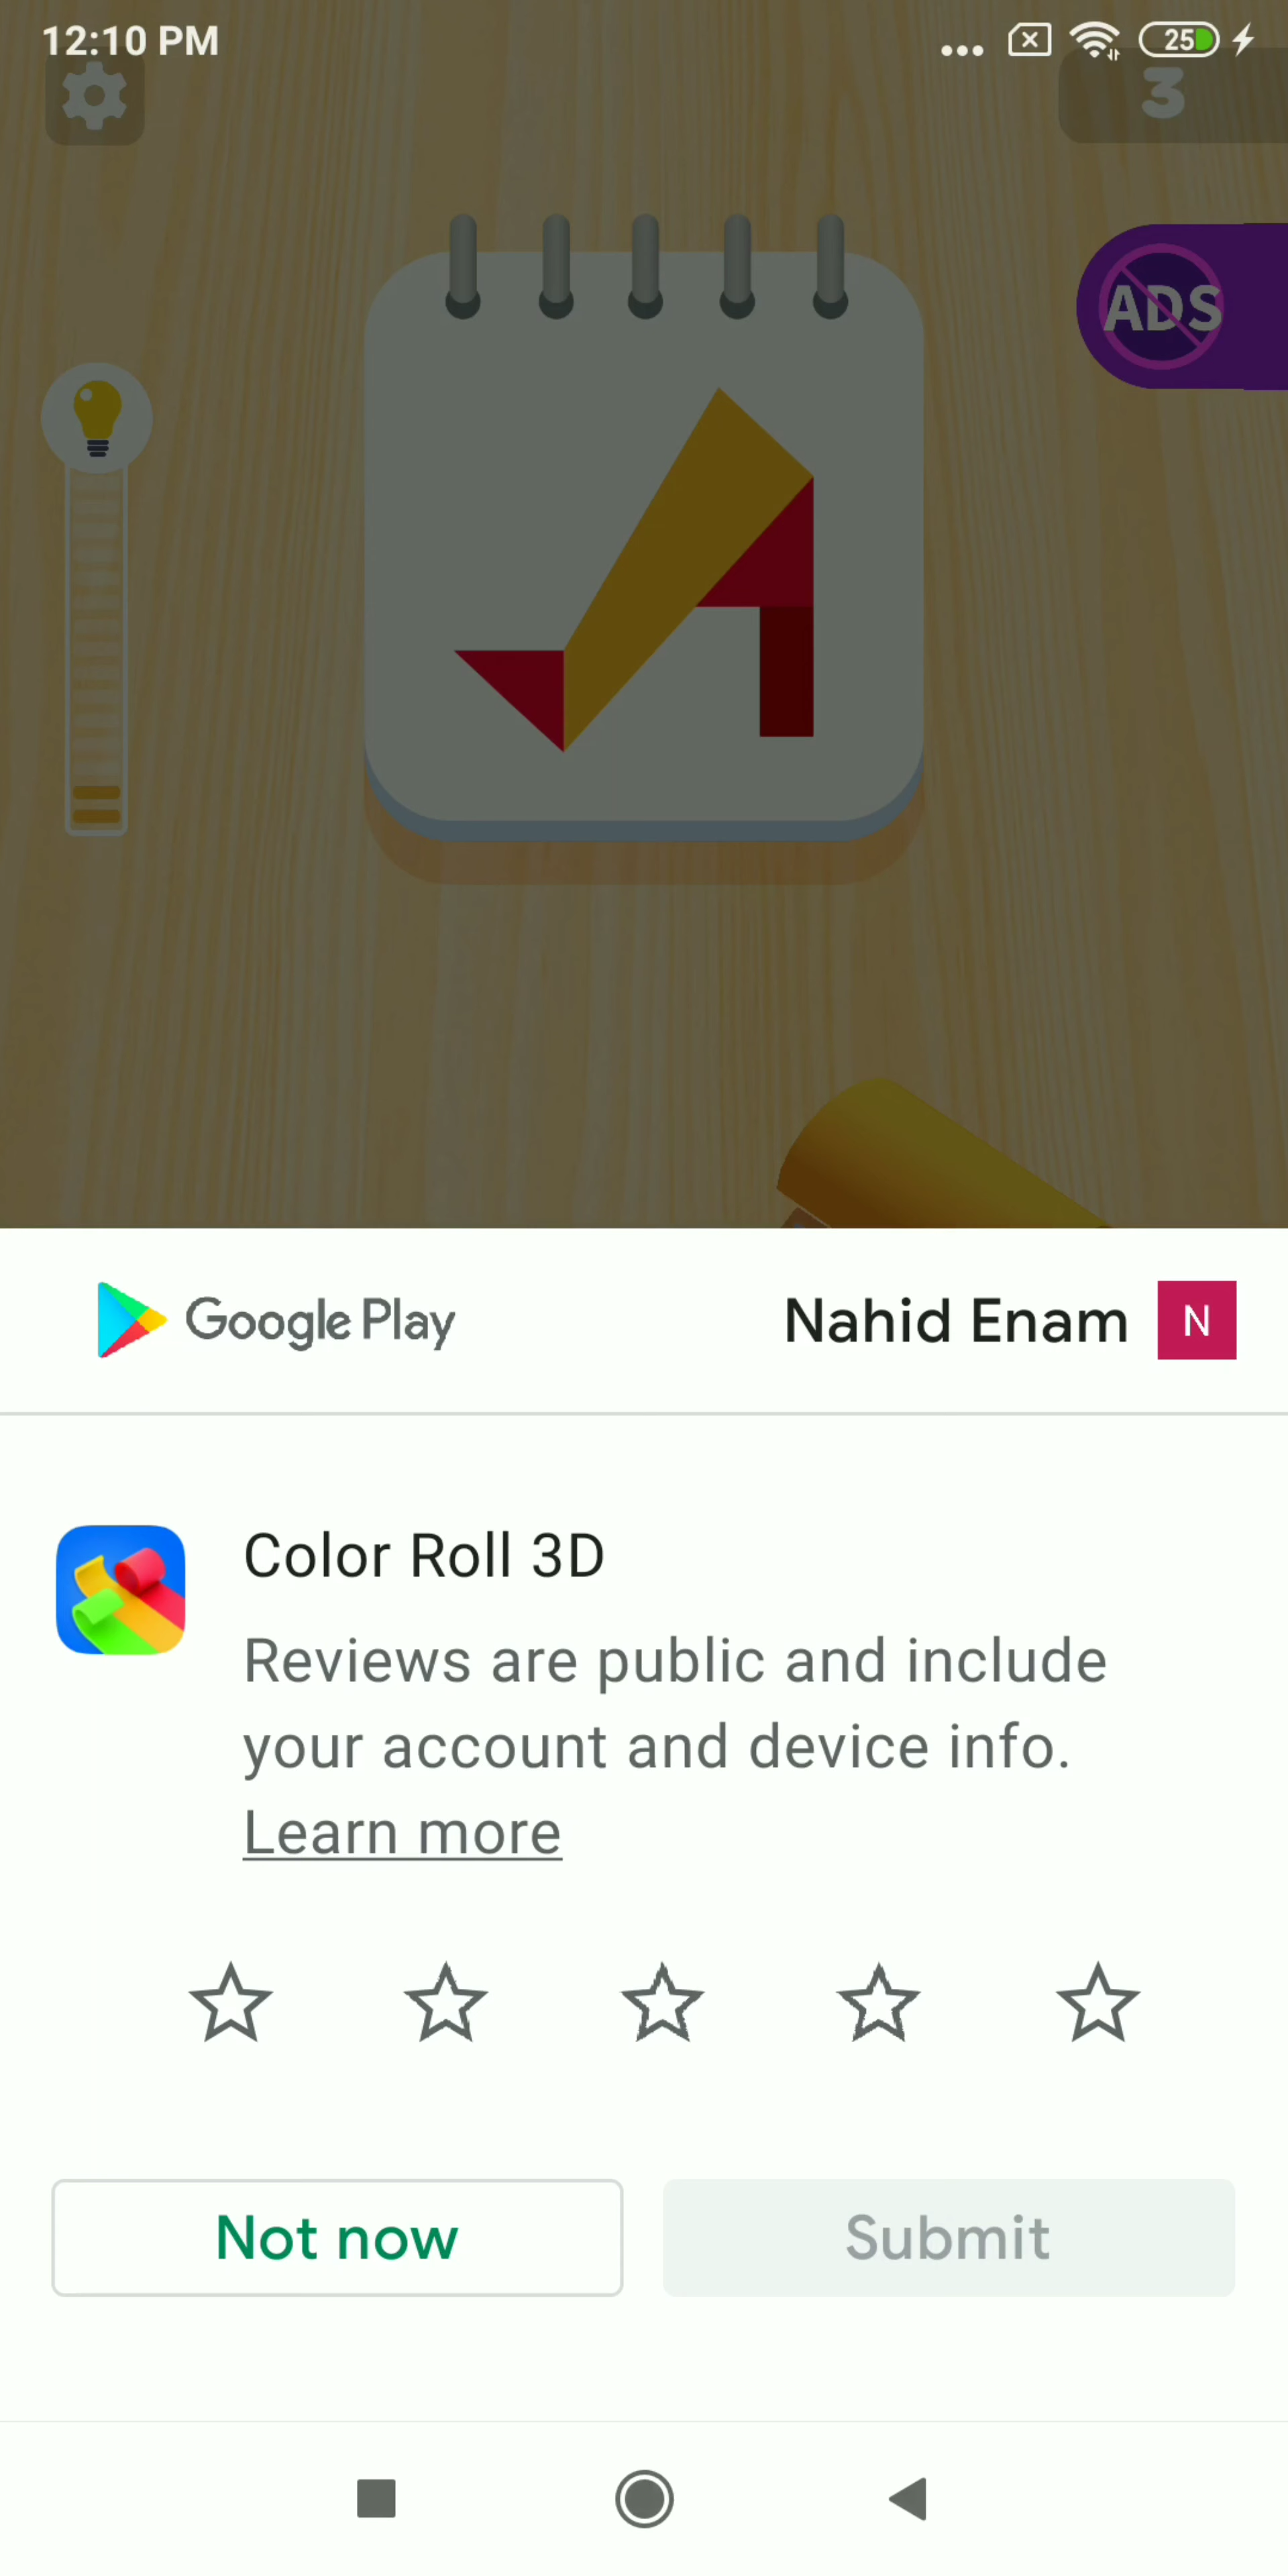 12:10 PM
25
3
ADS
Google Play
Nahid Enam
N
Color Roll 3D
Reviews are public and include
your account and device info.
Learn more
Not now
Submit